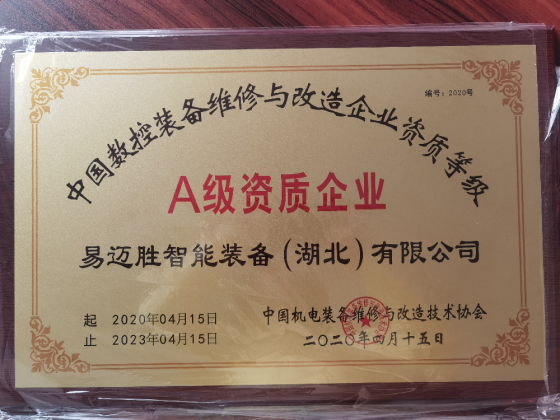 编号：2020号
中国数控装备维修与改造企业资质等级
A级资质企业
易迈胜智能装备（湖北）有限公司
起 2020年04月15日
止 2023年04月15日
中国机电装备维修与改造技术协会
二〇二〇年四月十五日